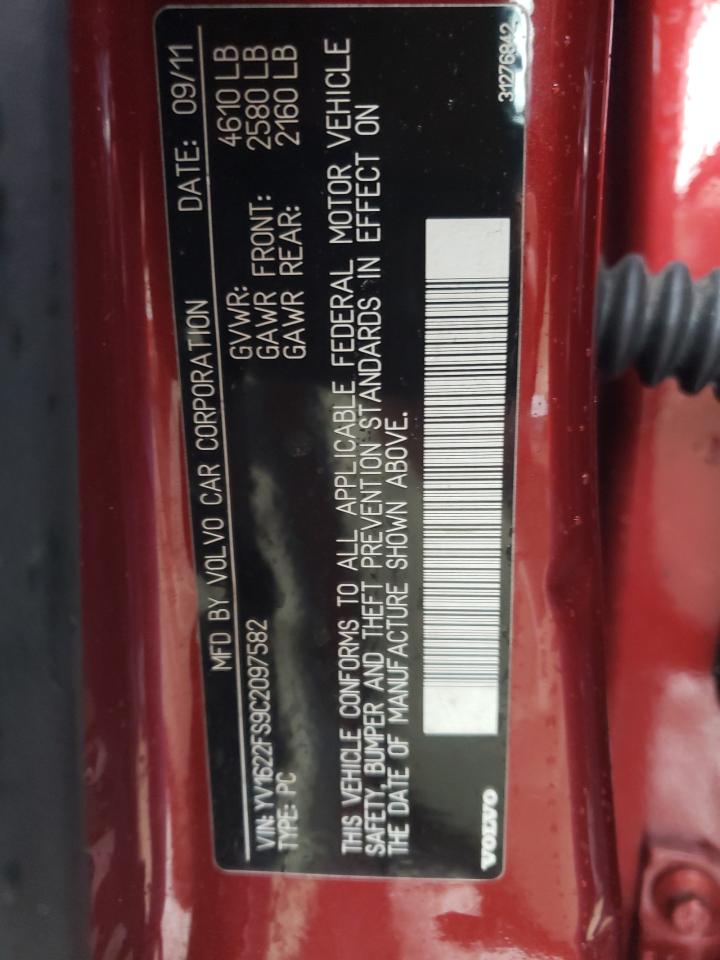 MFD BY VOLVO CAR CORPORATION DATE: 09/11
GVWR: 4610 LB
GAWR FRONT: 2580 LB
GAWR REAR: 2160 LB
VIN: YV1622FS9C2097582
TYPE: PC
THIS VEHICLE CONFORMS TO ALL APPLICABLE FEDERAL MOTOR VEHICLE
SAFETY, BUMPER AND THEFT PREVENTION STANDARDS IN EFFECT ON
THE DATE OF MANUFACTURE SHOWN ABOVE.
VOLVO
31276842